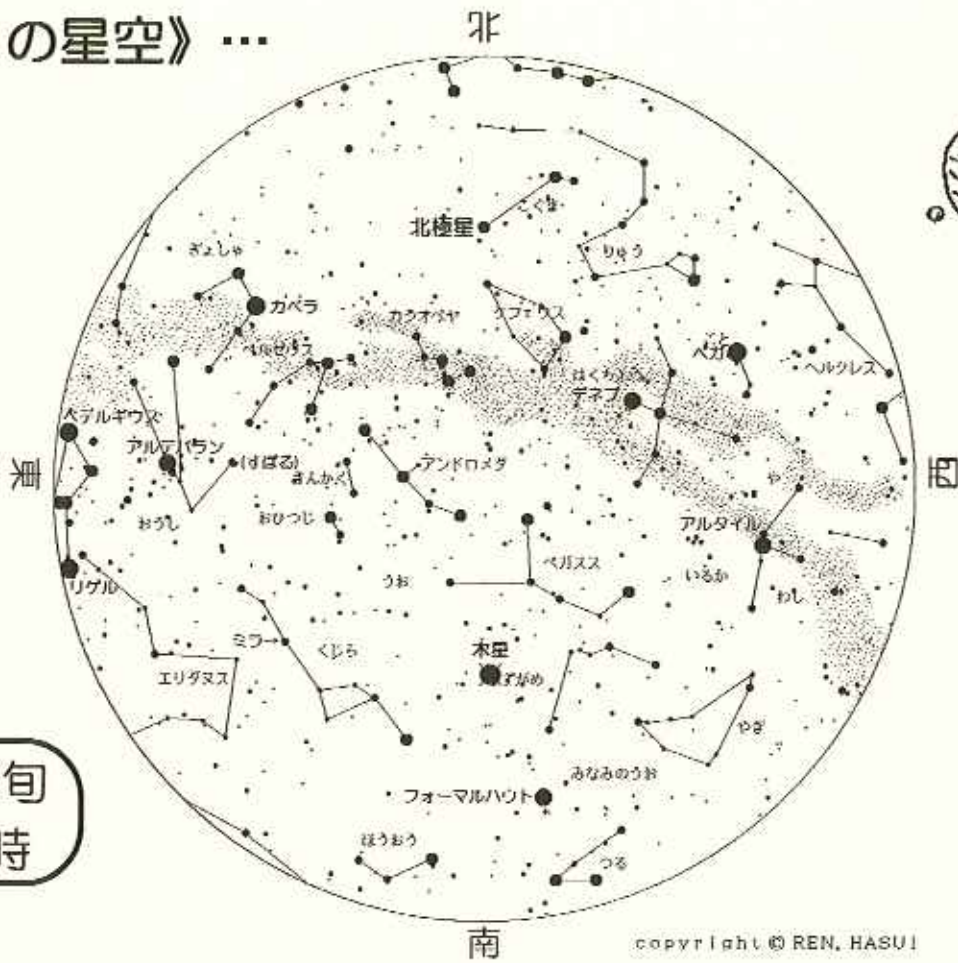 の星空》…
北
北極星
こぐま
りゅう
ぎょしゃ
カペラ
カシオペヤ
ケフェウス
ペルセウス
ベガ
こと
ヘルクレス
はくちょう
デネブ
ベテルギウス
アルデバラン
(すばる)
さんかく
アンドロメダ
や
東
西
おうし
おひつじ
アルタイル
ペガスス
いるか
わし
うお
リゲル
ミラ→
くじら
木星
みずがめ
エリダヌス
やぎ
みなみのうお
フォーマルハウト
旬
時
ほうおう
つる
南
copyright © REN. HASUI